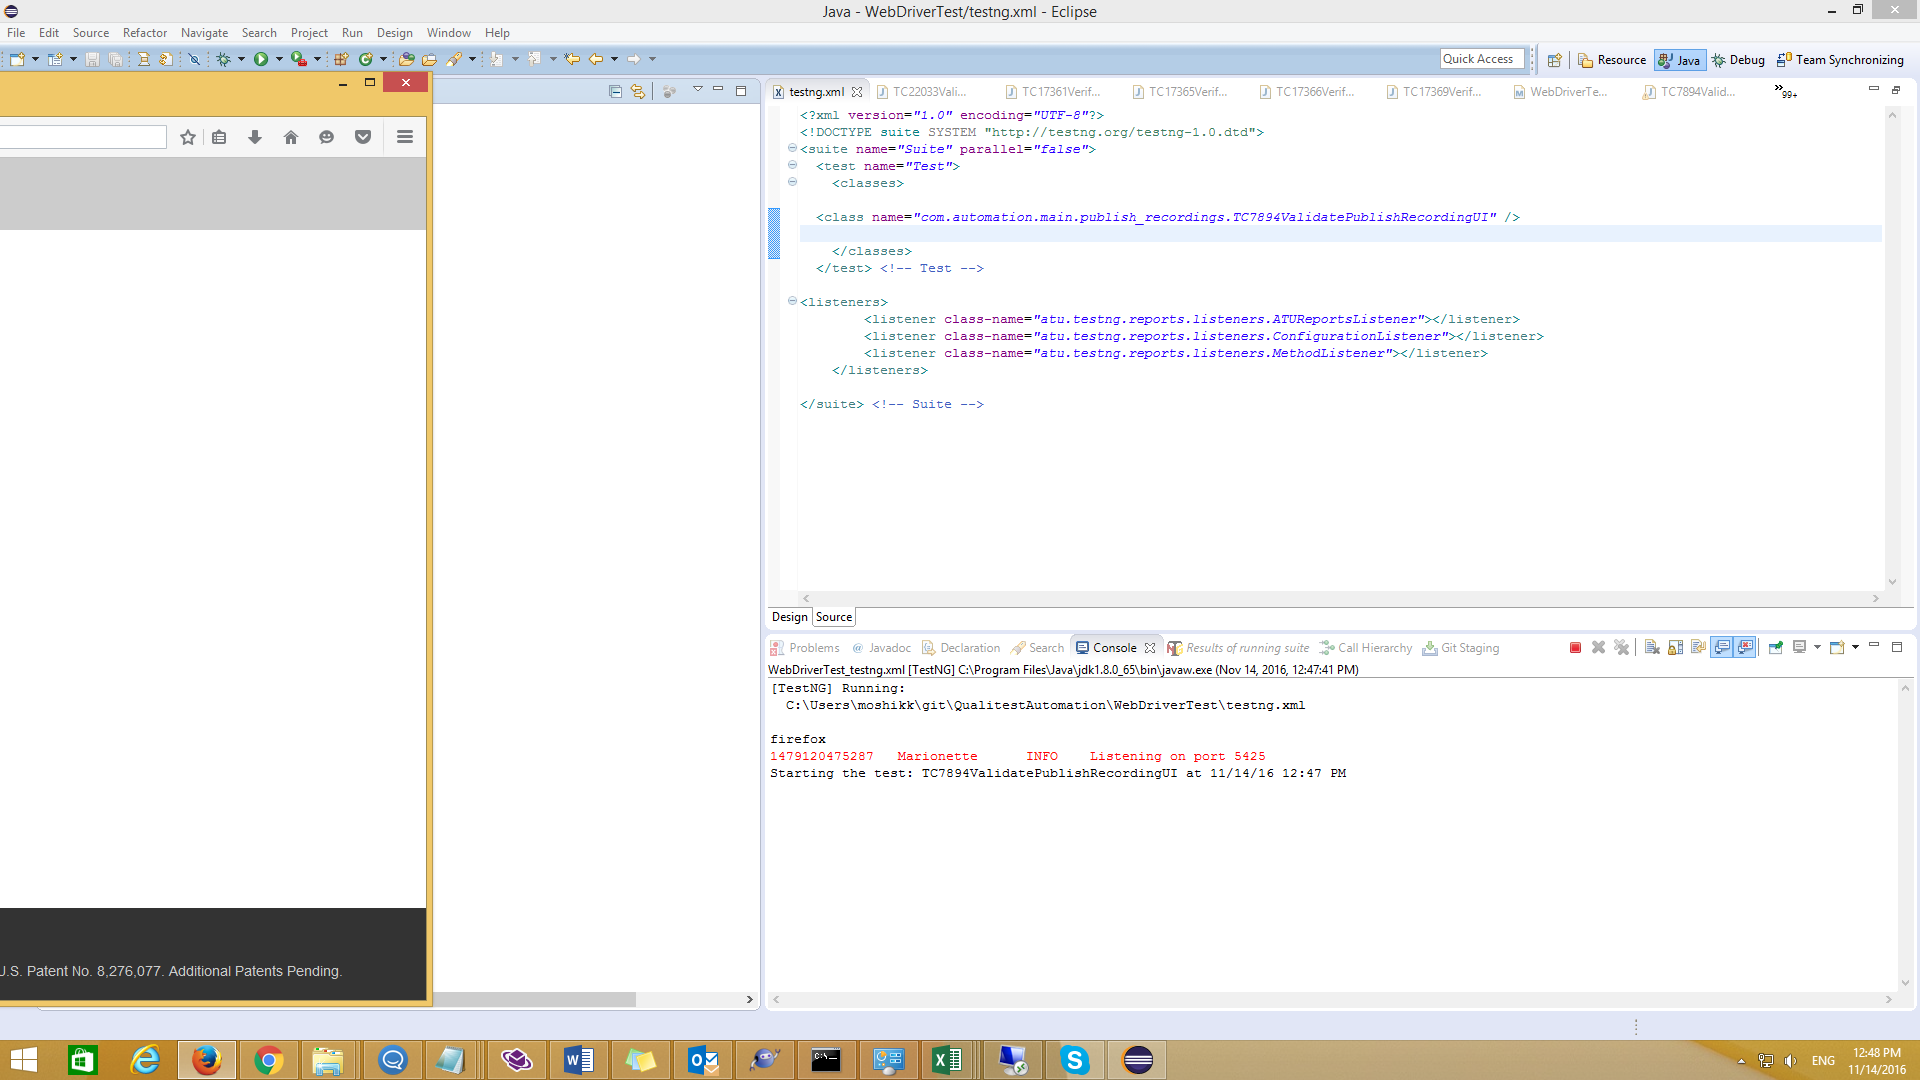 Java - WebDriverTest/testng.xml - Eclipse
File Edit Source Refactor Navigate Search Project Run Design Window Help
Quick Access Resource Java Debug Team Synchronizing
testng.xml TC22033Vali... TC17361Verif... TC17365Verif... TC17366Verif... TC17369Verif... WebDriverTe... TC7894Valid... »99+
<?xml version="1.0" encoding="UTF-8"?>
<!DOCTYPE suite SYSTEM "http://testng.org/testng-1.0.dtd">
<suite name="Suite" parallel="false">
<test name="Test">
<classes>
<class name="com.automation.main.publish_recordings.TC7894ValidatePublishRecordingUI" />
</classes>
</test> <!-- Test -->
<listeners>
<listener class-name="atu.testng.reports.listeners.ATUReportsListener"></listener>
<listener class-name="atu.testng.reports.listeners.ConfigurationListener"></listener>
<listener class-name="atu.testng.reports.listeners.MethodListener"></listener>
</listeners>
</suite> <!-- Suite -->
Design Source
Problems @ Javadoc Declaration Search Console Results of running suite Call Hierarchy Git Staging
WebDriverTest_testng.xml [TestNG] C:\Program Files\Java\jdk1.8.0_65\bin\javaw.exe (Nov 14, 2016, 12:47:41 PM)
[TestNG] Running:
C:\Users\moshikk\git\QualitestAutomation\WebDriverTest\testng.xml
firefox
1479120475287 Marionette INFO Listening on port 5425
Starting the test: TC7894ValidatePublishRecordingUI at 11/14/16 12:47 PM
U.S. Patent No. 8,276,077. Additional Patents Pending.
ENG
12:48 PM
11/14/2016